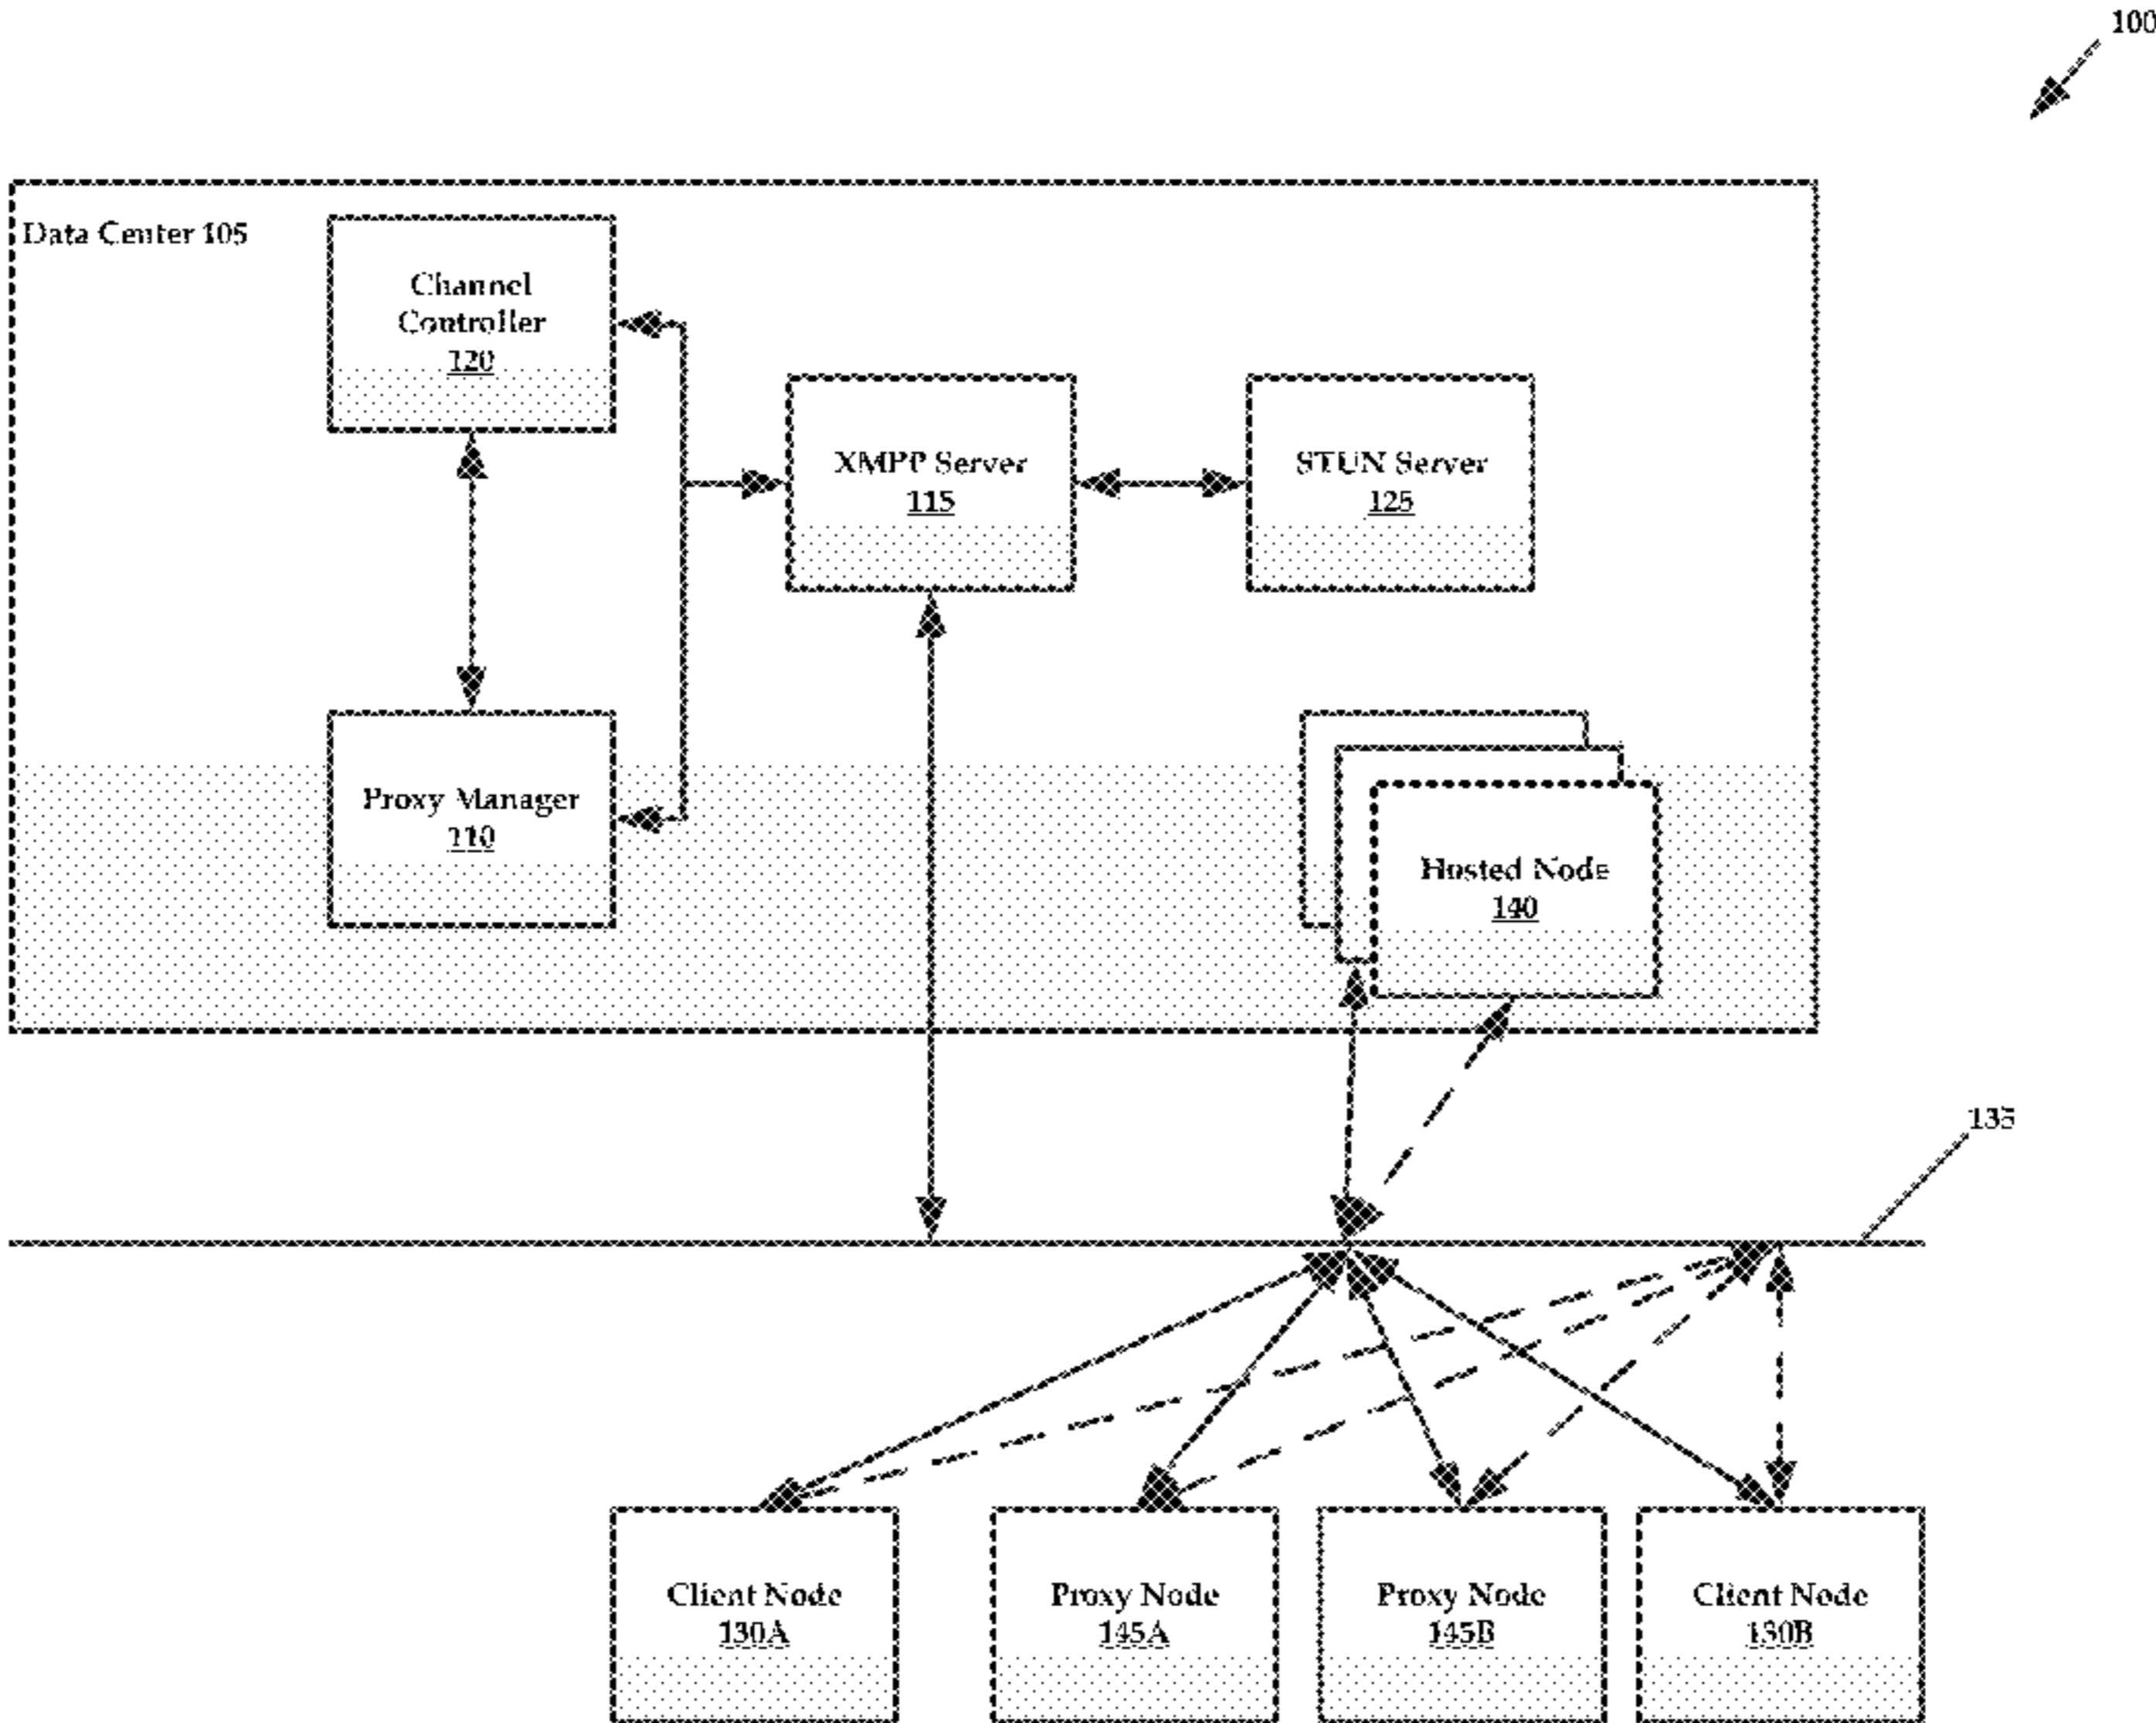 100
Data Center 105
Channel
Controller
120
XMPP Server
115
STUN Server
125
Proxy Manager
110
Hosted Node
140
135
Client Node
130A
Proxy Node
145A
Proxy Node
145B
Client Node
130B